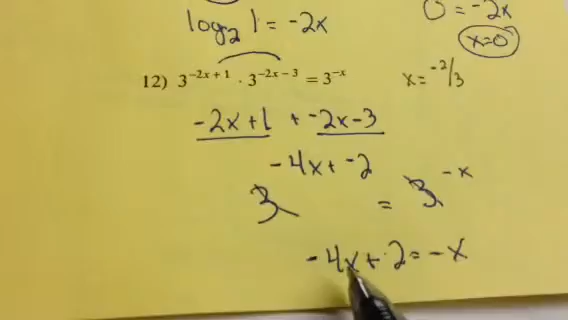 log₂ 1 = -2x
0 = -2x
x=0
12) 3^{-2x+1} · 3^{-2x-3} = 3^{-x}
x = -2/3
-2x+1 + -2x-3
3^{-4x+-2} = 3^{-x}
-4x+-2 = -x